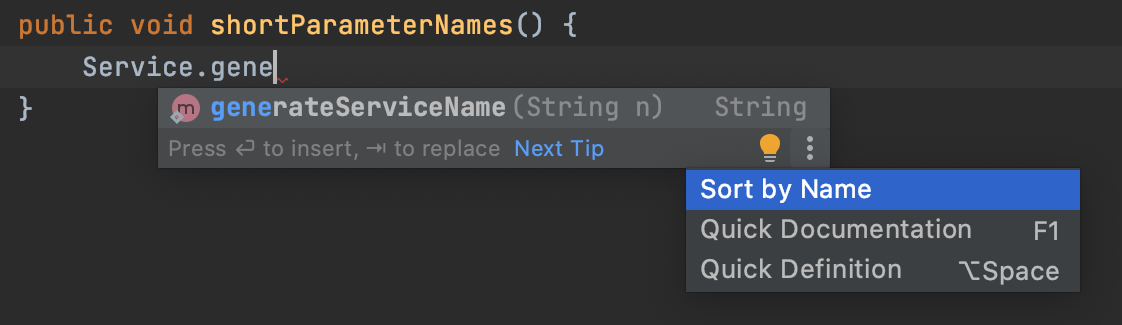 public void shortParameterNames() {
Service.gene
}
m generateServiceName(String n) String
Press ↩ to insert, ⇥ to replace Next Tip
Sort by Name
Quick Documentation F1
Quick Definition ⌥Space